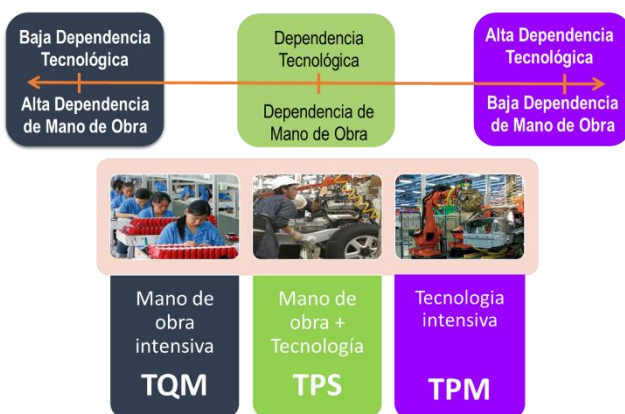 Baja Dependencia
Tecnológica
Alta Dependencia
de Mano de Obra
Dependencia
Tecnológica
Dependencia de
Mano de Obra
Alta Dependencia
Tecnológica
Baja Dependencia
de Mano de Obra
Mano de
obra
intensiva
TQM
Mano de
obra +
Tecnología
TPS
Tecnologia
intensiva
TPM